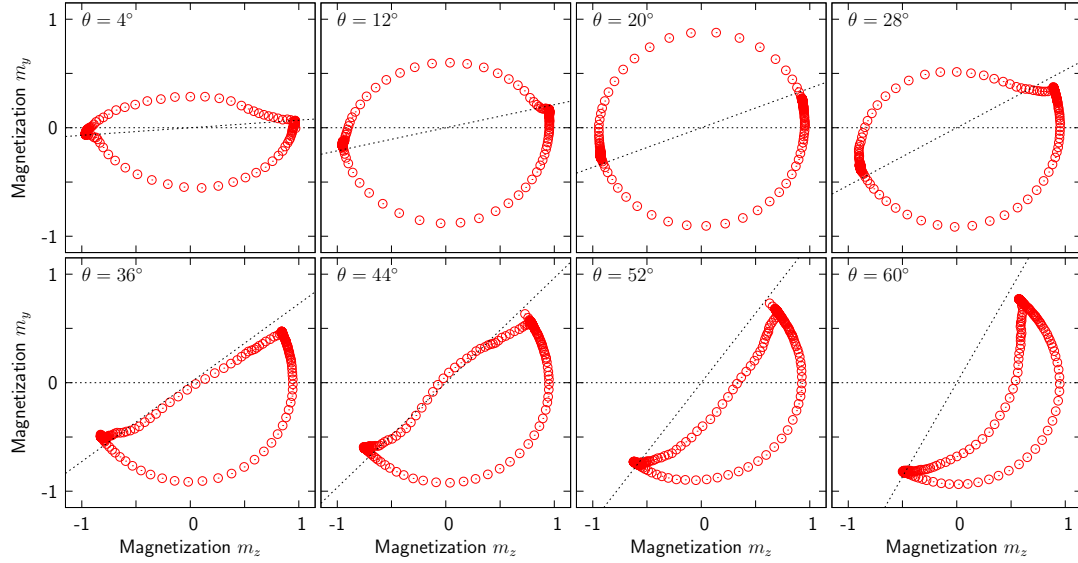 θ = 4°
θ = 12°
θ = 20°
θ = 28°
1
0
-1
Magnetization m_y
θ = 36°
θ = 44°
θ = 52°
θ = 60°
1
0
-1
Magnetization m_y
-1 0 1
-1 0 1
-1 0 1
-1 0 1
Magnetization m_z
Magnetization m_z
Magnetization m_z
Magnetization m_z